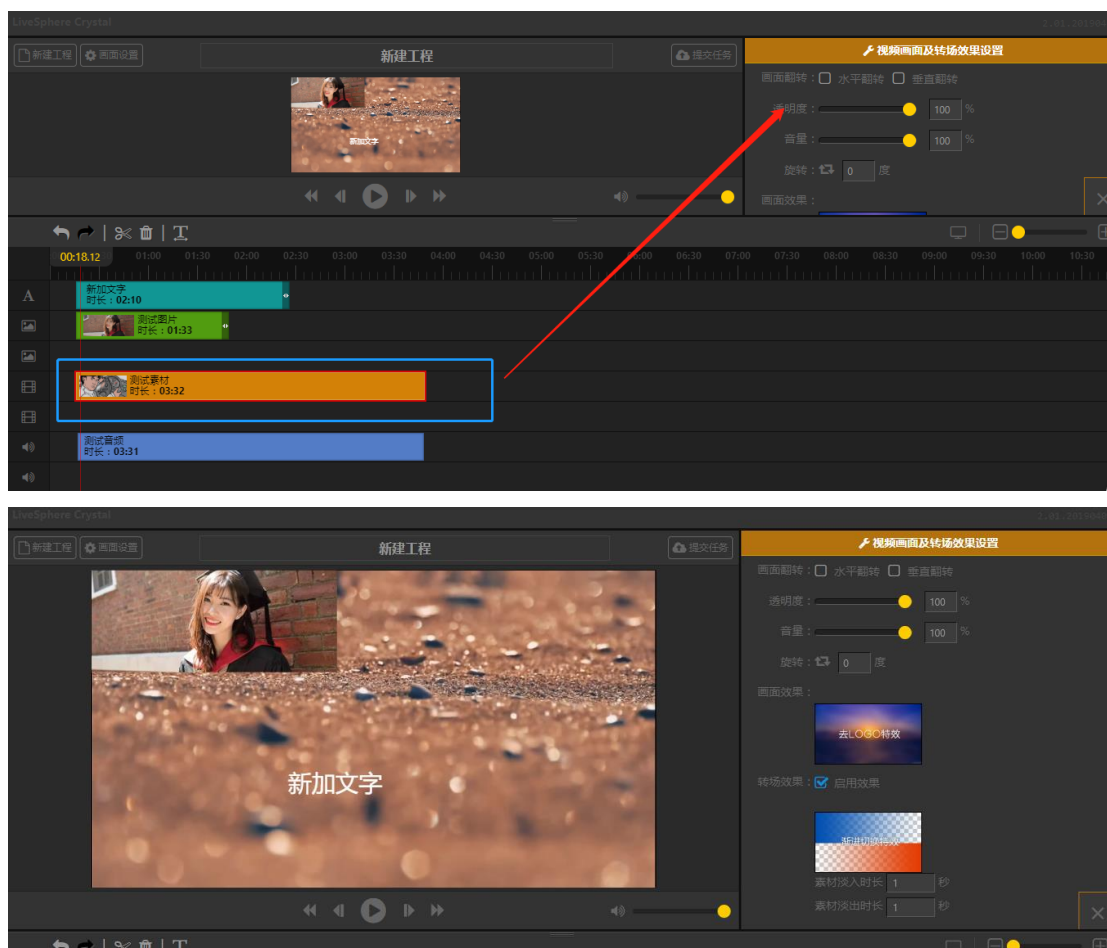 LiveSphere Crystal
新建工程 画面设置 新建工程 提交任务 视频画面及转场效果设置
画面翻转： 水平翻转 垂直翻转
透明度： 100 %
音量： 100 %
旋转： 0 度
画面效果：
新加文字
T
00:18.12 01:00 01:30 02:00 02:30 03:00 03:30 04:00 04:30 05:00 05:30 06:00 06:30 07:00 07:30 08:00 08:30 09:00 09:30 10:00 10:30
A 新加文字
时长：02:10
测试图片
时长：01:33
测试素材
时长：03:32
测试音频
时长：03:31
LiveSphere Crystal
新建工程 画面设置 新建工程 提交任务 视频画面及转场效果设置
画面翻转： 水平翻转 垂直翻转
透明度： 100 %
音量： 100 %
旋转： 0 度
画面效果：
去LOGO特效
转场效果： 启用效果
新加文字
渐进切换特效
素材淡入时长 1 秒
素材淡出时长 1 秒
T